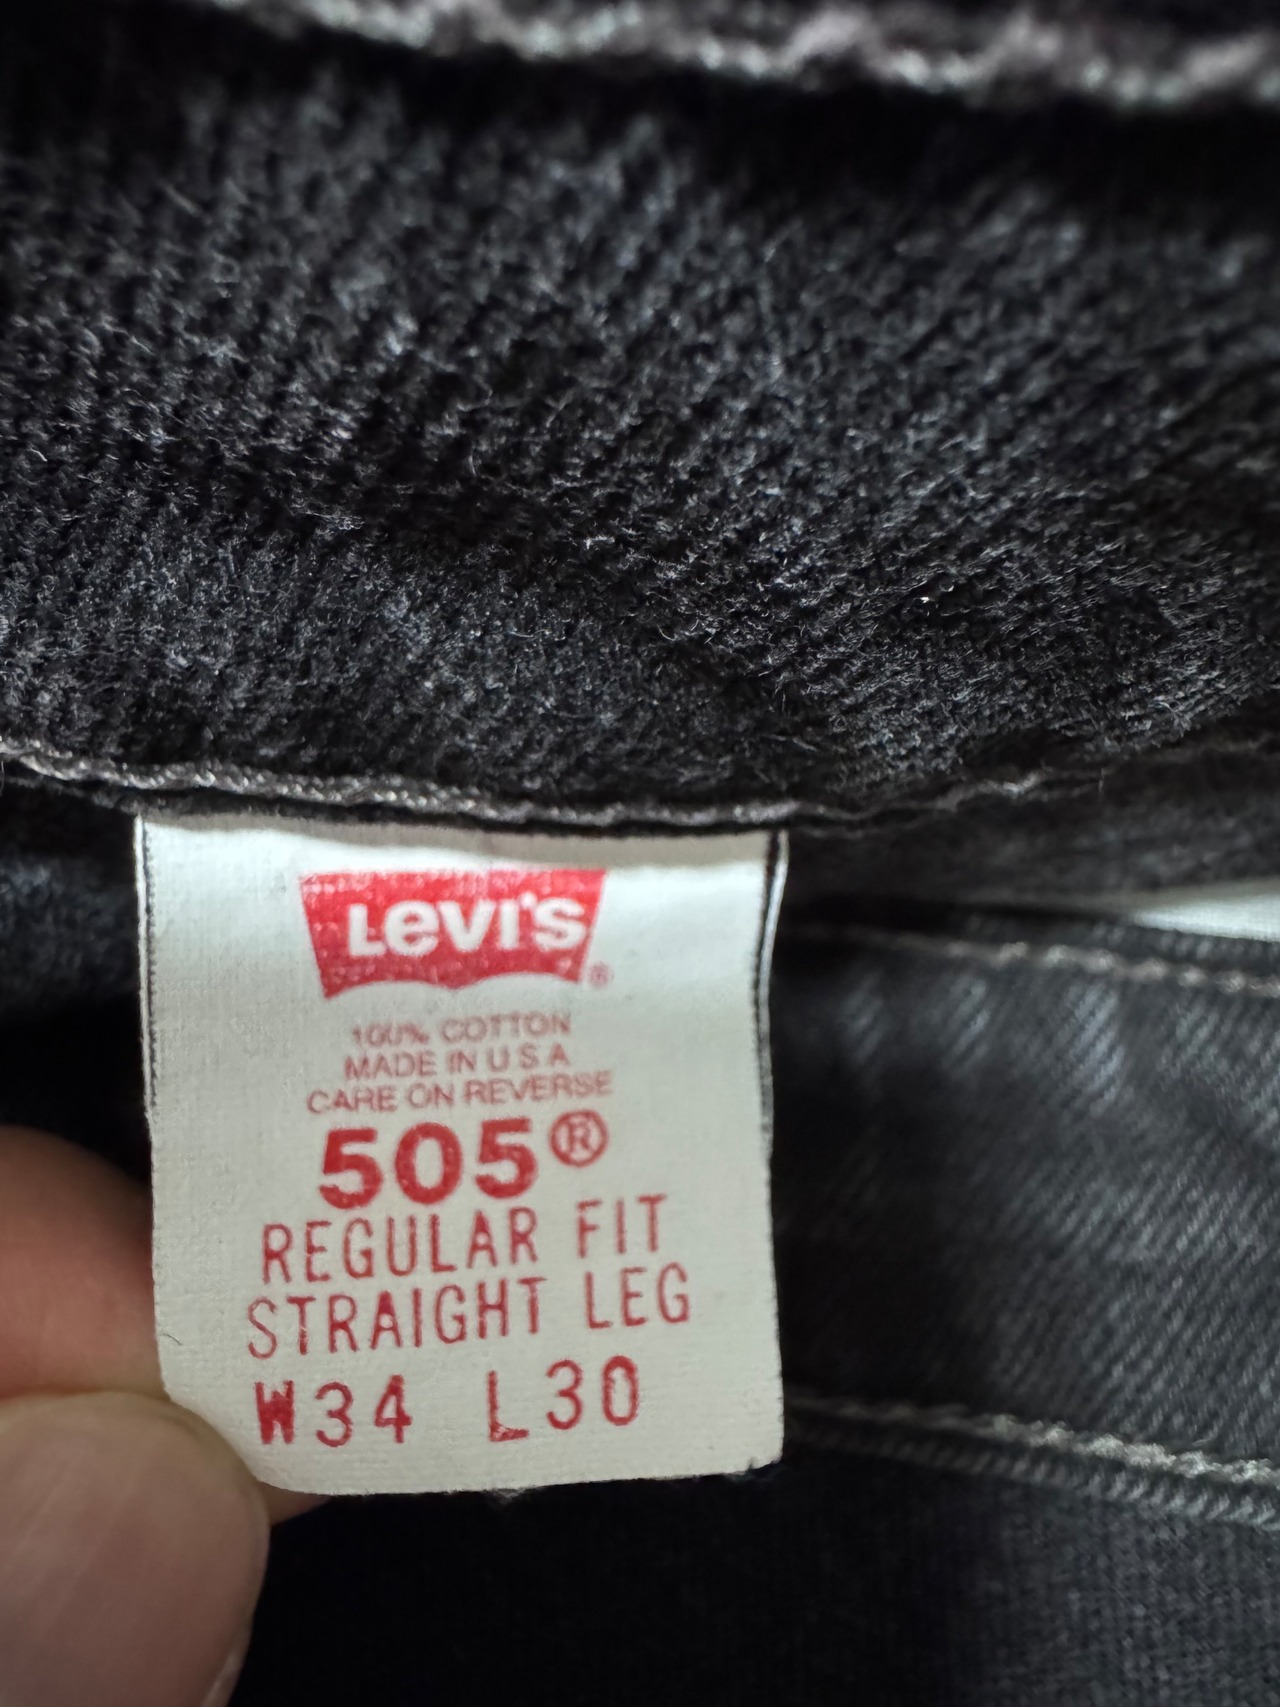 Levi's ®
100% COTTON
MADE IN U.S.A
CARE ON REVERSE
505®
REGULAR FIT
STRAIGHT LEG
W34 L30